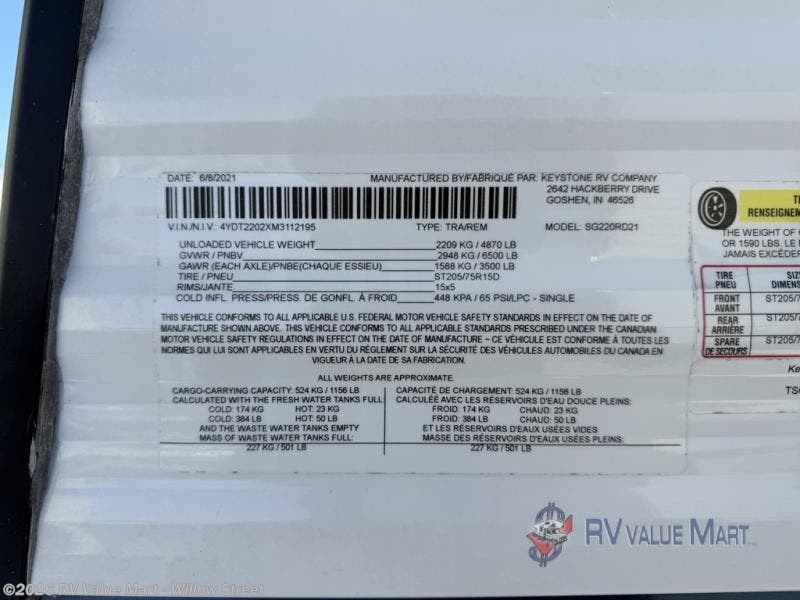 DATE: 6/8/2021 MANUFACTURED BY/FABRIQUÉ PAR: KEYSTONE RV COMPANY
2642 HACKBERRY DRIVE
GOSHEN, IN 46526
V.I.N./N.I.V.: 4YDT2202XM3112195 TYPE: TRA/REM MODEL: SG220RD21
UNLOADED VEHICLE WEIGHT 2209 KG / 4870 LB
GVWR / PNBV 2948 KG / 6500 LB
GAWR (EACH AXLE)/PNBE(CHAQUE ESSIEU) 1588 KG / 3500 LB
TIRE / PNEU ST205/75R15D
RIMS/JANTE 15x5
COLD INFL. PRESS/PRESS. DE GONFL. À FROID 448 KPA / 65 PSI/LPC - SINGLE
THIS VEHICLE CONFORMS TO ALL APPLICABLE U.S. FEDERAL MOTOR VEHICLE SAFETY STANDARDS IN EFFECT ON THE DATE OF
MANUFACTURE SHOWN ABOVE. THIS VEHICLE CONFORMS TO ALL APPLICABLE STANDARDS PRESCRIBED UNDER THE CANADIAN
MOTOR VEHICLE SAFETY REGULATIONS IN EFFECT ON THE DATE OF MANUFACTURE ~ CE VÉHICULE EST CONFORME À TOUTES LES
NORMES QUI LUI SONT APPLICABLES EN VERTU DU RÈGLEMENT SUR LA SÉCURITÉ DES VÉHICULES AUTOMOBILES DU CANADA EN
VIGUEUR À LA DATE DE SA FABRICATION.
ALL WEIGHTS ARE APPROXIMATE.
CARGO-CARRYING CAPACITY: 524 KG / 1156 LB
CALCULATED WITH THE FRESH WATER TANKS FULL:
COLD: 174 KG HOT: 23 KG
COLD: 384 LB HOT: 50 LB
AND THE WASTE WATER TANKS EMPTY
MASS OF WASTE WATER TANKS FULL:
227 KG / 501 LB
CAPACITÉ DE CHARGEMENT: 524 KG / 1156 LB
CALCULÉE AVEC LES RÉSERVOIRS D'EAU DOUCE PLEINS:
FROID: 174 KG CHAUD: 23 KG
FROID: 384 LB CHAUD: 50 LB
ET LES RÉSERVOIRS D'EAUX USÉES VIDES
MASSE DES RÉSERVOIRS D'EAUX USÉES PLEINS:
227 KG / 501 LB
RENSEIGNEMEN
THE WEIGHT OF
OR 1590 LBS. LE
JAMAIS EXCÉDER
TIRE
PNEU
FRONT
AVANT
ST205/7
REAR
ARRIÈRE
ST205/7
SPARE
DE SECOURS
ST205/7
RV VALUE MART
©2026 RV Value Mart - Willow Street